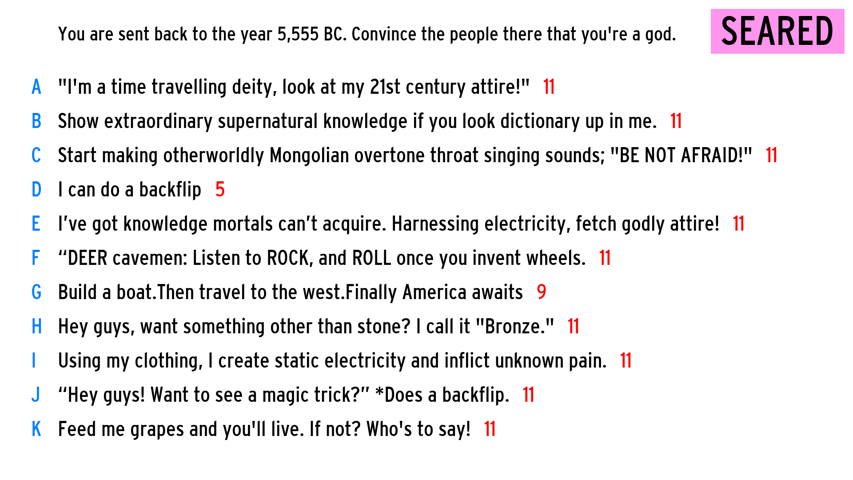 You are sent back to the year 5,555 BC. Convince the people there that you're a god.
SEARED
A "I'm a time travelling deity, look at my 21st century attire!" 11
B Show extraordinary supernatural knowledge if you look dictionary up in me. 11
C Start making otherworldly Mongolian overtone throat singing sounds; "BE NOT AFRAID!" 11
D I can do a backflip 5
E I’ve got knowledge mortals can’t acquire. Harnessing electricity, fetch godly attire! 11
F “DEER cavemen: Listen to ROCK, and ROLL once you invent wheels. 11
G Build a boat.Then travel to the west.Finally America awaits 9
H Hey guys, want something other than stone? I call it "Bronze." 11
I Using my clothing, I create static electricity and inflict unknown pain. 11
J “Hey guys! Want to see a magic trick?” *Does a backflip. 11
K Feed me grapes and you'll live. If not? Who's to say! 11